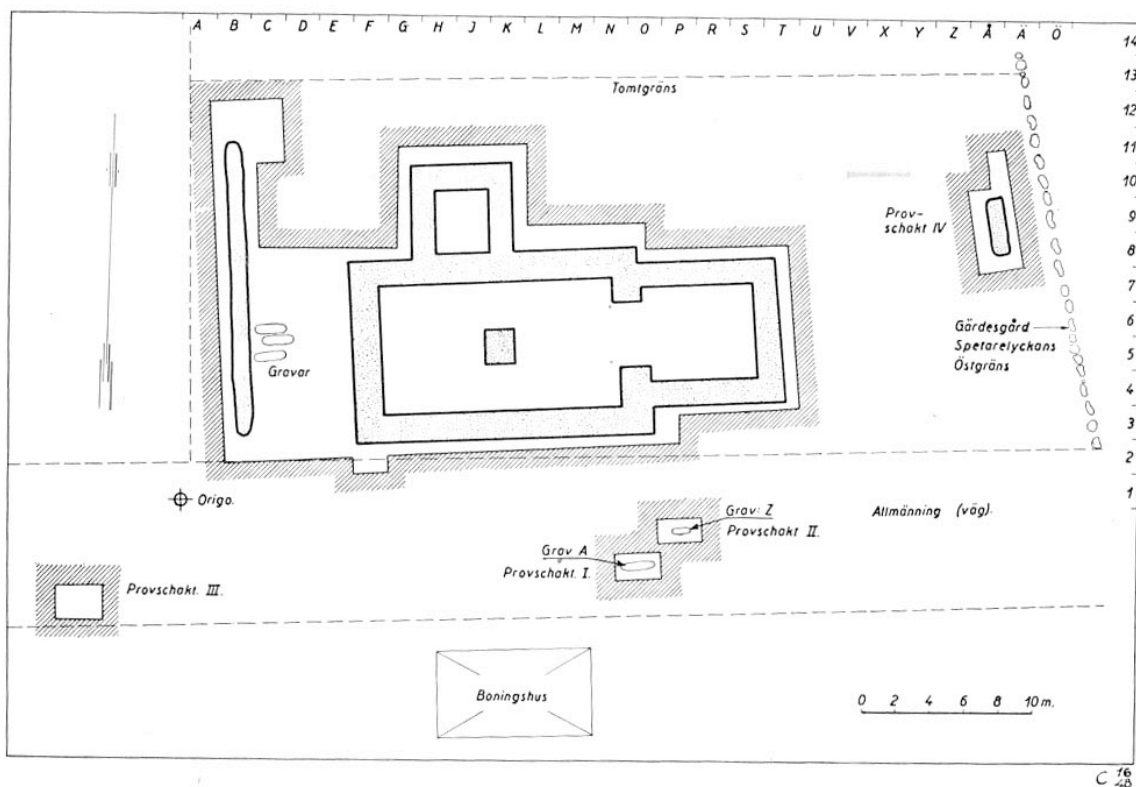 A B C D E F G H J K L M N O P R S T U V X Y Z Å Ä Ö
14
13
12
11
10
9
8
7
6
5
4
3
2
1
Tomtgräns
Prov-
schakt IV
Gravar
Gärdesgård
Spetarelyckans
Östgräns
Origo.
Allmänning (väg).
Grav: Z
Provschakt II.
Grav A
Provschakt I.
Provschakt III.
Boningshus
0 2 4 6 8 10 m.
C 16